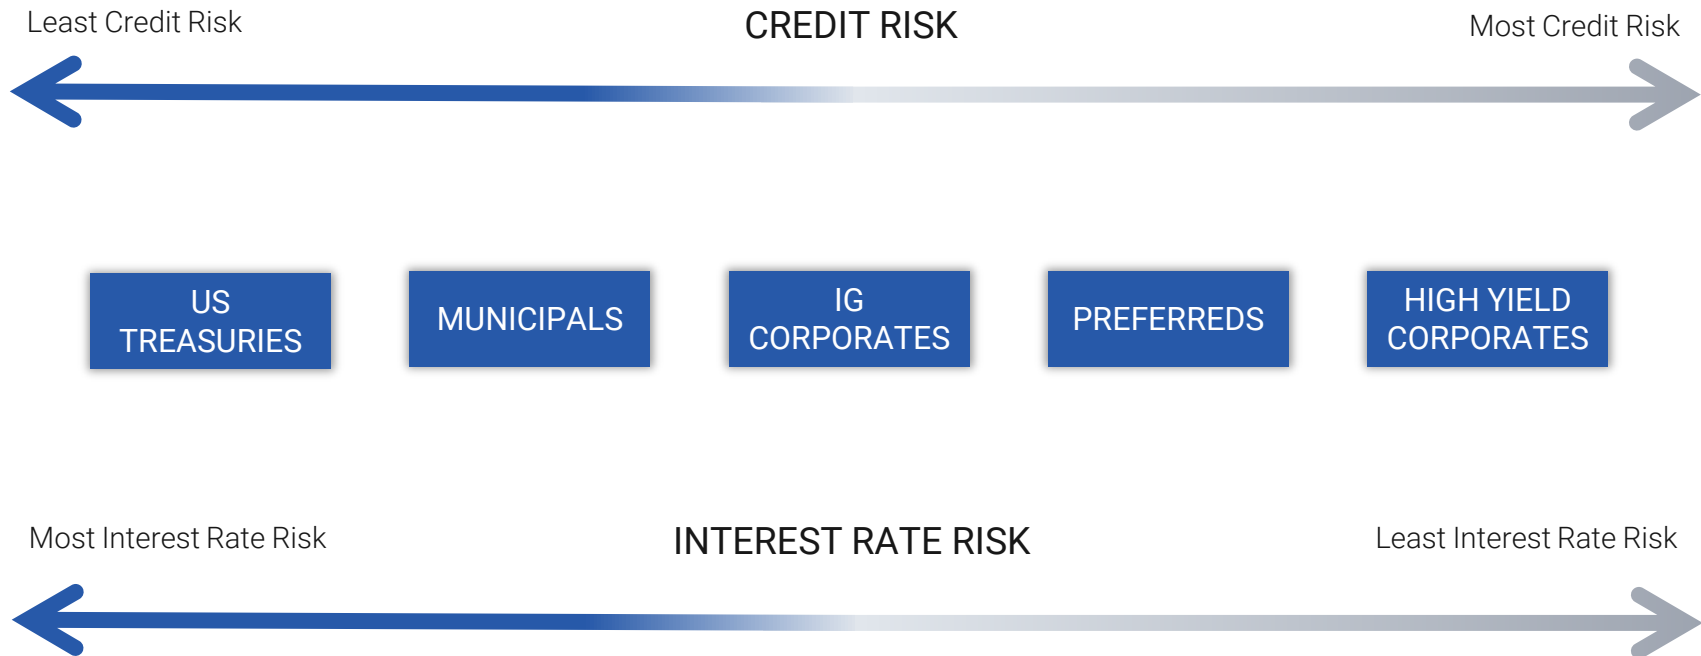 Least Credit Risk
CREDIT RISK
Most Credit Risk
US
TREASURIES
MUNICIPALS
IG
CORPORATES
PREFERREDS
HIGH YIELD
CORPORATES
Most Interest Rate Risk
INTEREST RATE RISK
Least Interest Rate Risk